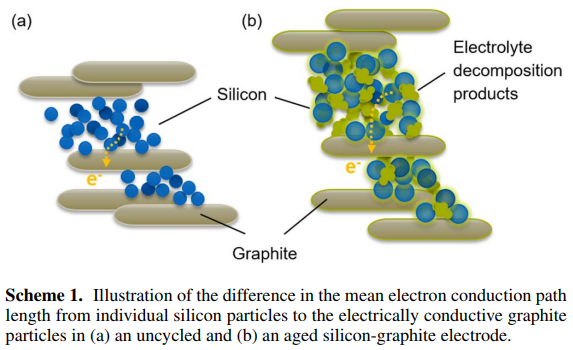 (a)
(b)
Electrolyte
decomposition
products
Silicon
e-
e-
Graphite
Scheme 1. Illustration of the difference in the mean electron conduction path
length from individual silicon particles to the electrically conductive graphite
particles in (a) an uncycled and (b) an aged silicon-graphite electrode.